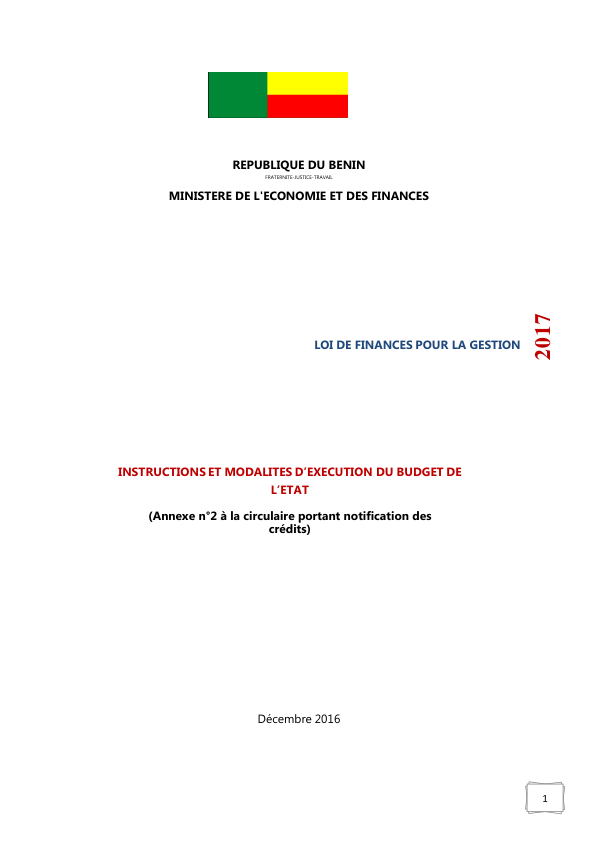 REPUBLIQUE DU BENIN
FRATERNITE-JUSTICE-TRAVAIL
MINISTERE DE L'ECONOMIE ET DES FINANCES
LOI DE FINANCES POUR LA GESTION 2017
INSTRUCTIONS ET MODALITES D’EXECUTION DU BUDGET DE
L’ETAT
(Annexe n°2 à la circulaire portant notification des
crédits)
Décembre 2016
1